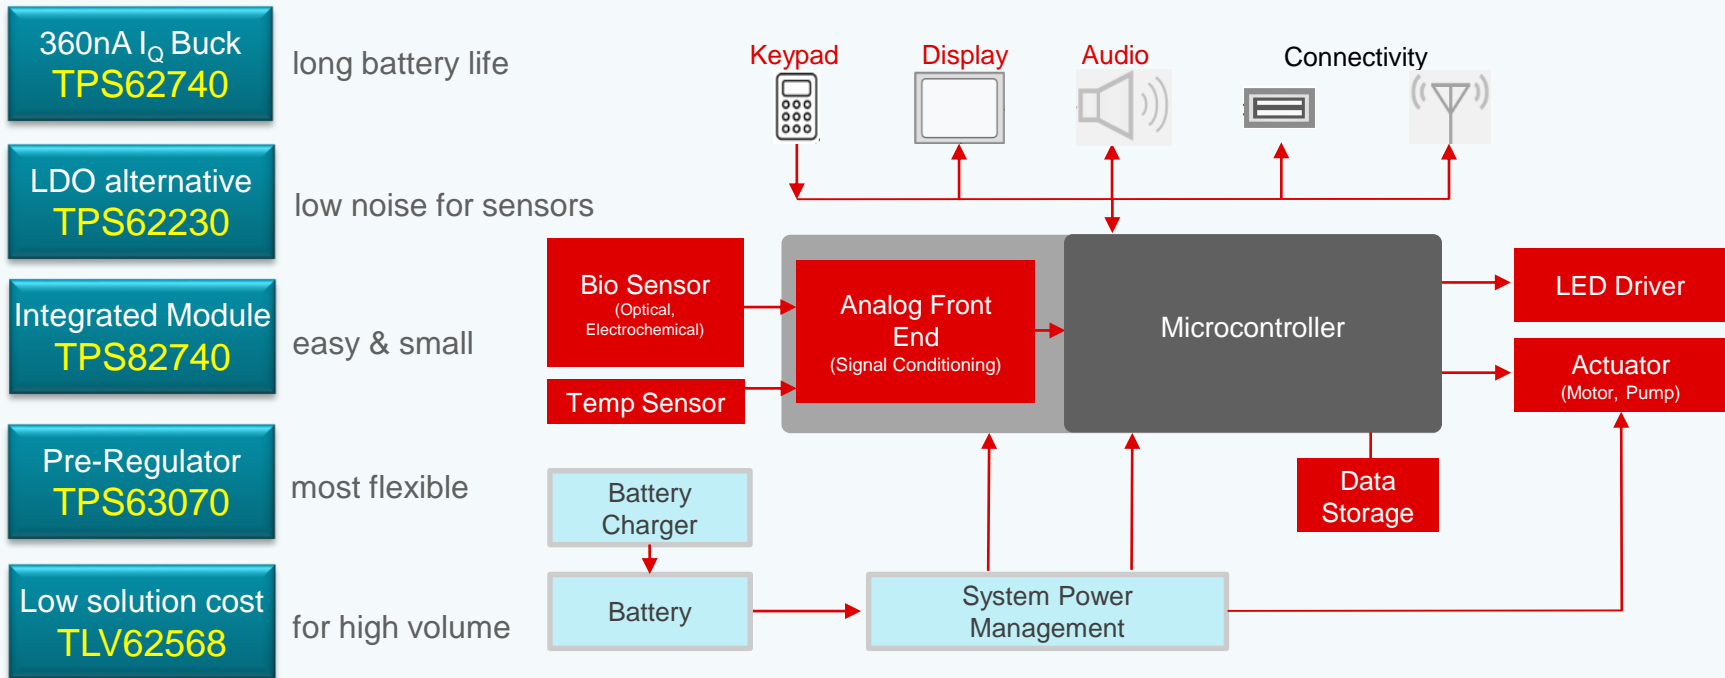 360nA IQ Buck
TPS62740
long battery life
LDO alternative
TPS62230
low noise for sensors
Integrated Module
TPS82740
easy & small
Pre-Regulator
TPS63070
most flexible
Low solution cost
TLV62568
for high volume
Keypad
Display
Audio
Connectivity
Bio Sensor
(Optical,
Electrochemical)
Temp Sensor
Analog Front
End
(Signal Conditioning)
Microcontroller
LED Driver
Actuator
(Motor, Pump)
Data
Storage
Battery
Charger
Battery
System Power
Management